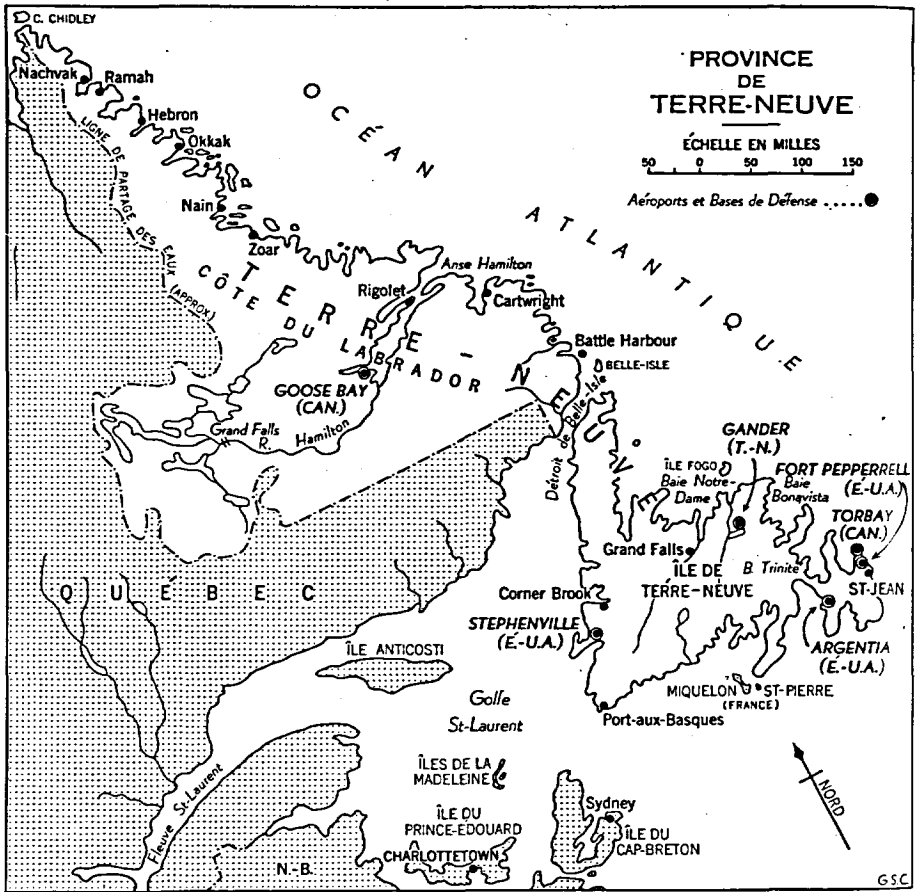 C. CHIDLEY
Nachvak
Ramah
Hebron
Okkak
Nain
Zoar
LIGNE DE PARTAGE DES EAUX (APPROX)
OCÉAN ATLANTIQUE
PROVINCE
DE
TERRE-NEUVE
ÉCHELLE EN MILLES
50 0 50 100 150
Aéroports et Bases de Défense .....
TERRE-NEUVE
CÔTE DU LABRADOR
Anse Hamilton
Rigolet
Cartwright
Battle Harbour
BELLE-ISLE
Détroit de Belle-Isle
GOOSE BAY
(CAN.)
Grand Falls
R. Hamilton
GANDER
(T.-N.)
ÎLE FOGO
Baie Notre-
Dame
FORT PEPPERRELL
(É.-U.A.)
Baie
Bonavista
TORBAY
(CAN.)
Grand Falls
B. Trinité
ÎLE DE
TERRE-NEUVE
ST-JEAN
Corner Brook
STEPHENVILLE
(É.-U.A.)
ARGENTIA
(É.-U.A.)
MIQUELON
ST-PIERRE
(FRANCE)
Port-aux-Basques
QUÉBEC
ÎLE ANTICOSTI
Golfe
St-Laurent
Fleuve St-Laurent
ÎLES DE LA
MADELEINE
ÎLE DU
PRINCE-ÉDOUARD
CHARLOTTETOWN
N.-B.
Sydney
ÎLE DU
CAP-BRETON
NORD
G.S.C.